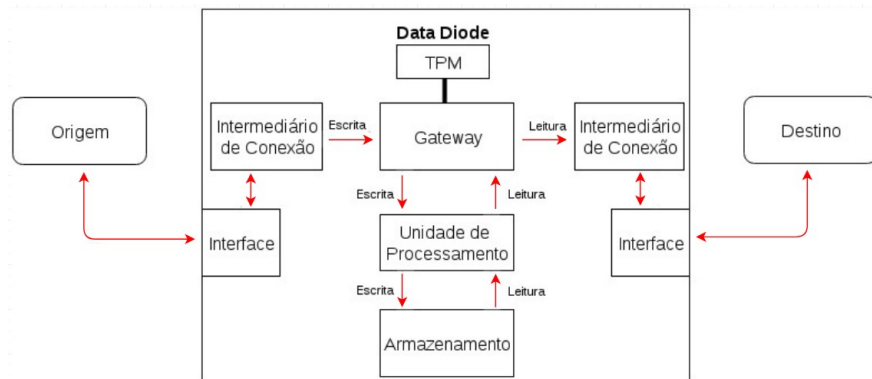 Data Diode
TPM
Origem
Intermediário
de Conexão
Escrita
Gateway
Leitura
Intermediário
de Conexão
Destino
Escrita
Leitura
Interface
Unidade de
Processamento
Interface
Escrita
Leitura
Armazenamento